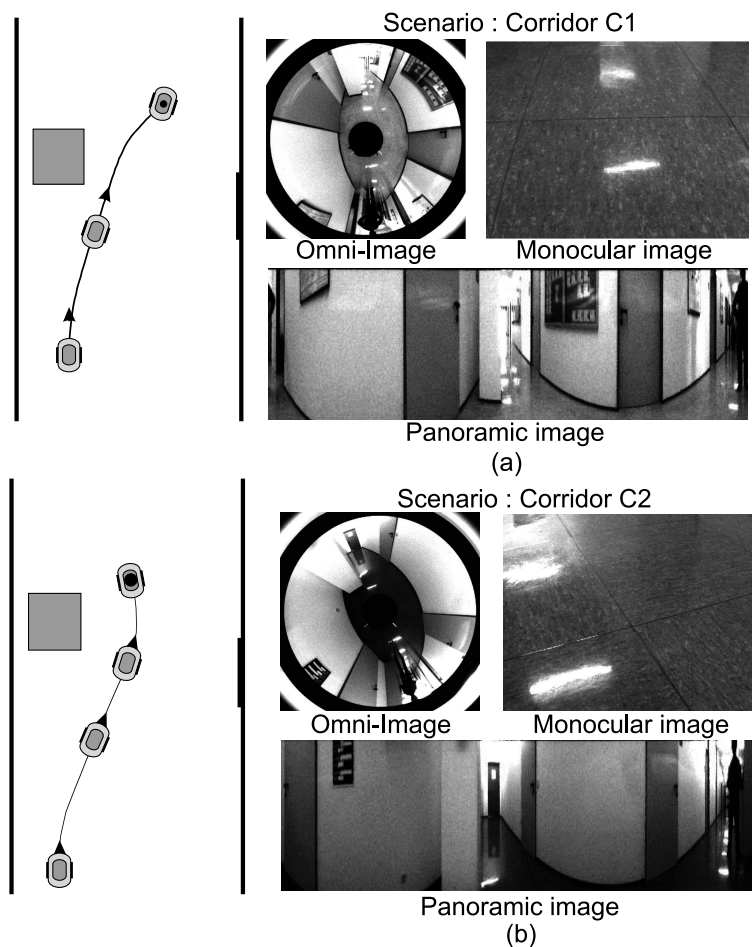 Scenario : Corridor C1
Omni-Image
Monocular image
Panoramic image
(a)
Scenario : Corridor C2
Omni-Image
Monocular image
Panoramic image
(b)